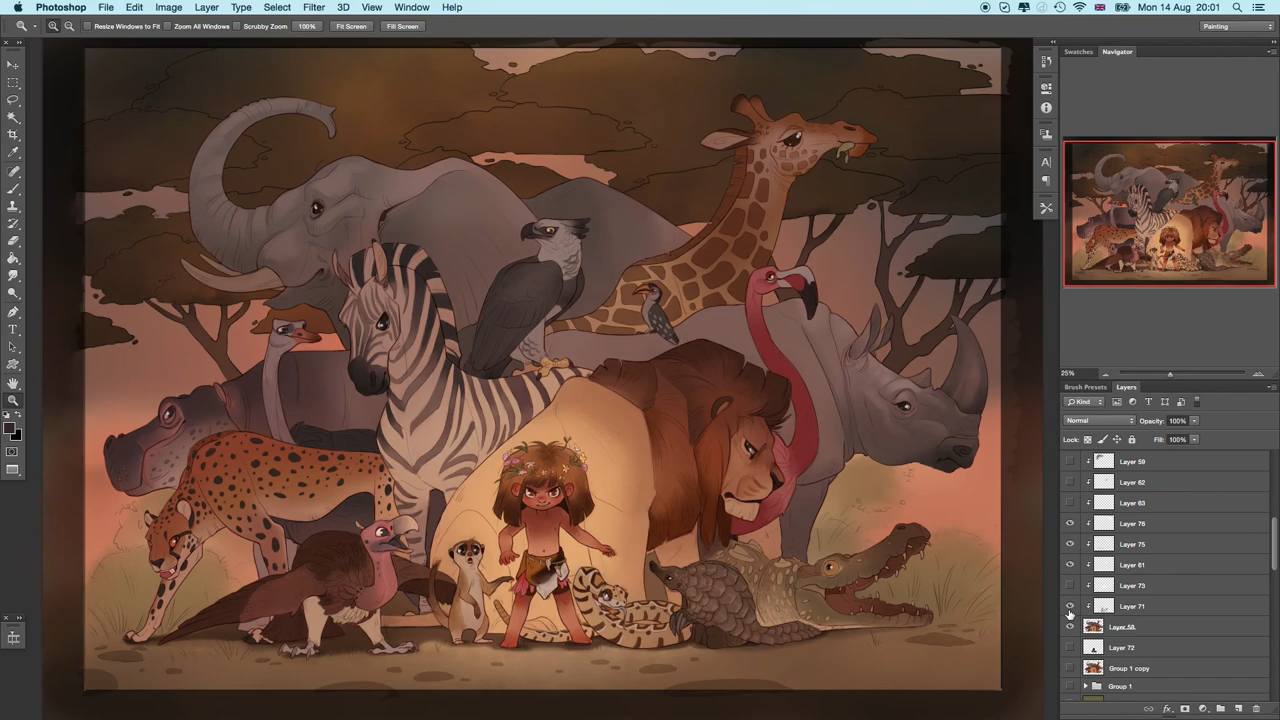 Photoshop File Edit Image Layer Type Select Filter 3D View Window Help Mon 14 Aug 20:01
Resize Windows to Fit Zoom All Windows Scrubby Zoom 100% Fit Screen Fill Screen Painting
Swatches Navigator
25%
Brush Presets Layers
Kind
Normal Opacity: 100%
Lock: Fill: 100%
Layer 59
Layer 62
Layer 63
Layer 76
Layer 75
Layer 61
Layer 73
Layer 71
Layer 58
Layer 72
Group 1 copy
Group 1